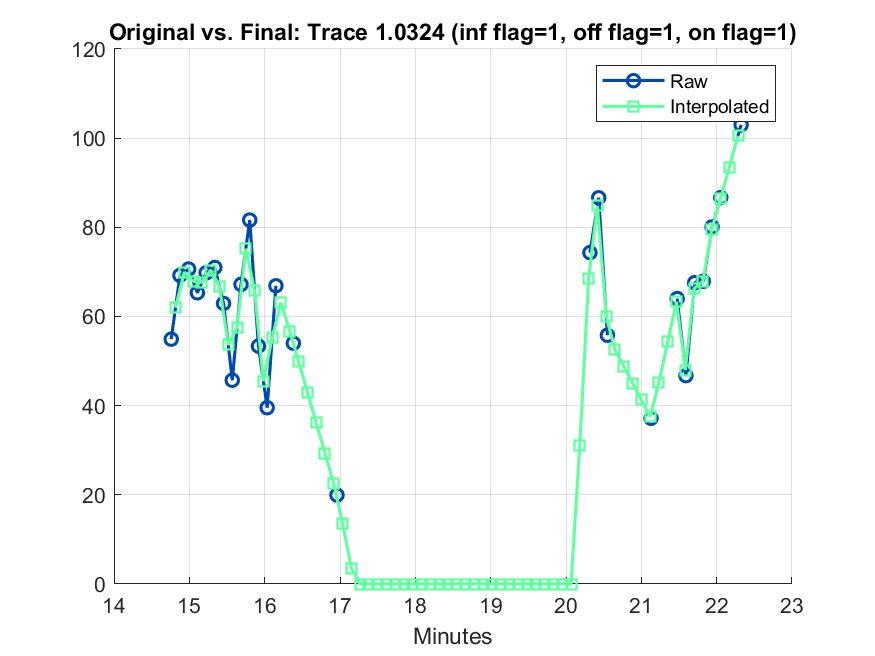 Original vs. Final: Trace 1.0324 (inf flag=1, off flag=1, on flag=1)
120
100
80
60
40
20
0
14 15 16 17 18 19 20 21 22 23
Minutes
Raw
Interpolated